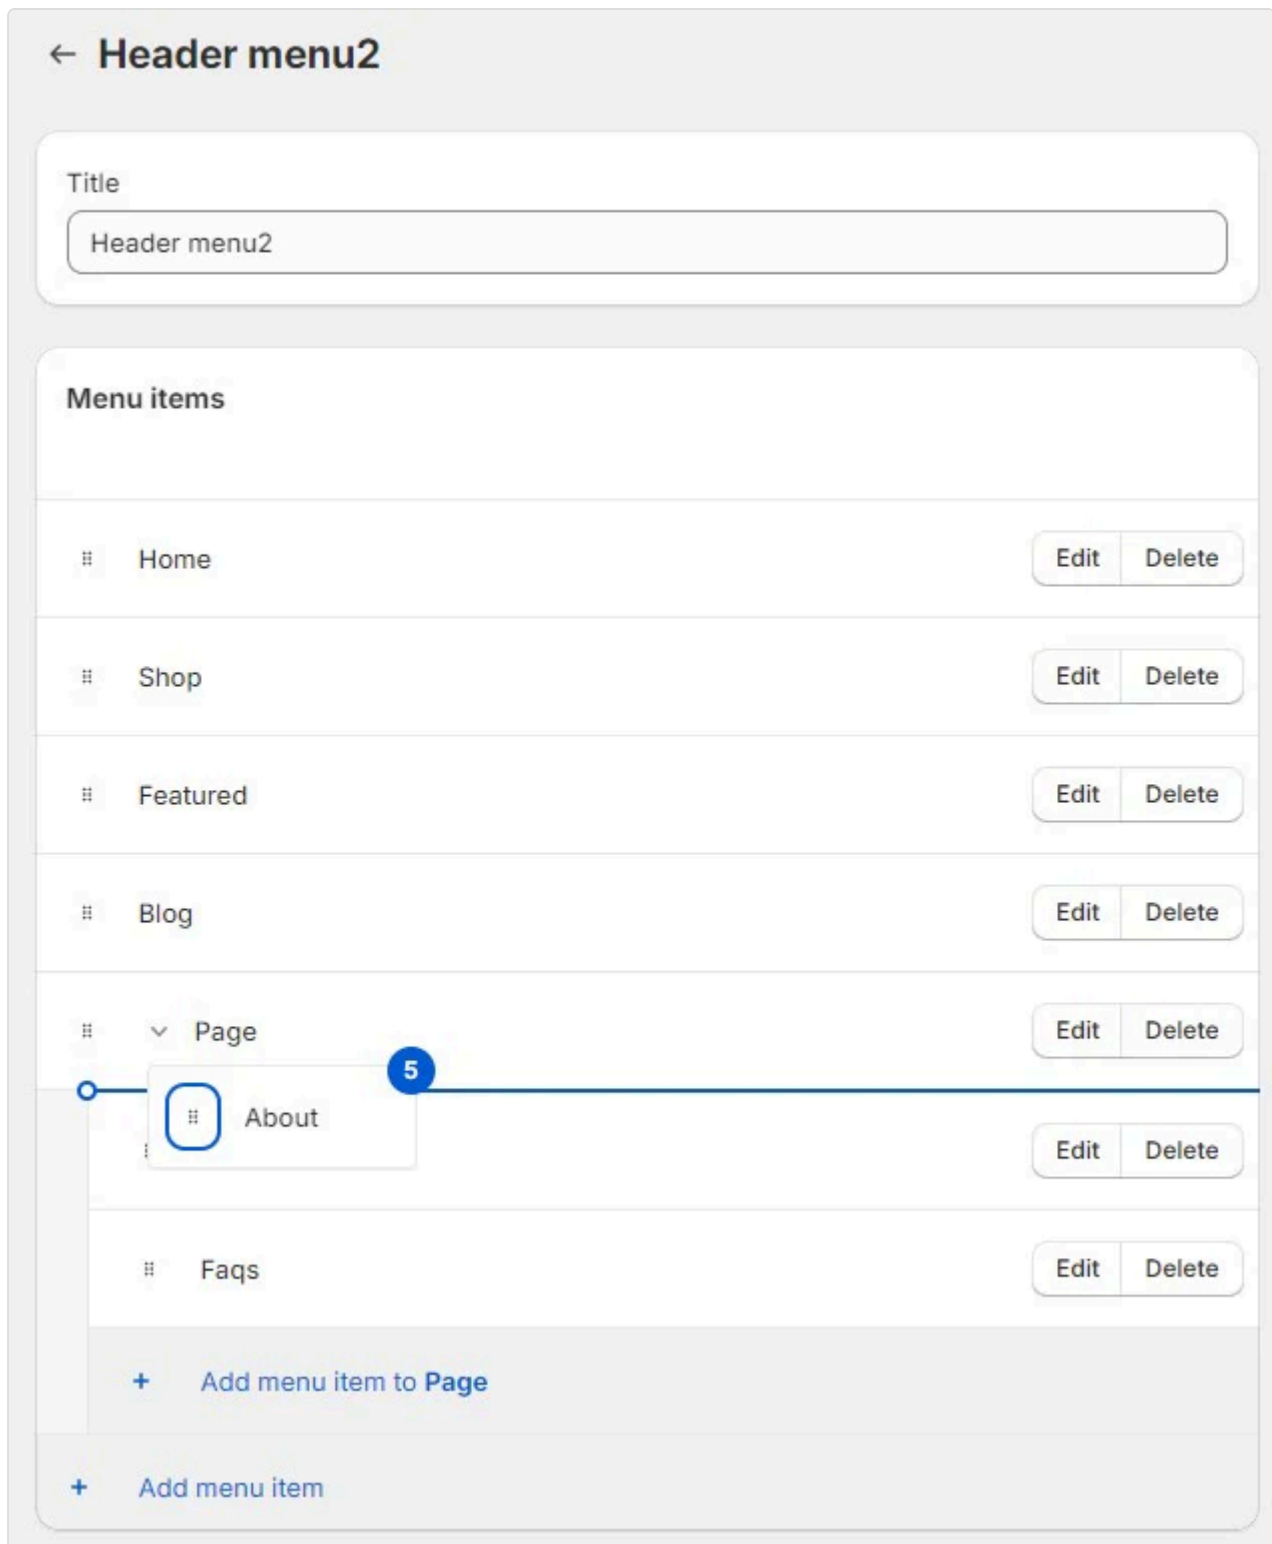 Header menu2
Title
Header menu2
Menu items
Home Edit Delete
Shop Edit Delete
Featured Edit Delete
Blog Edit Delete
Page Edit Delete
5
About
Edit Delete
Faqs Edit Delete
+ Add menu item to Page
+ Add menu item